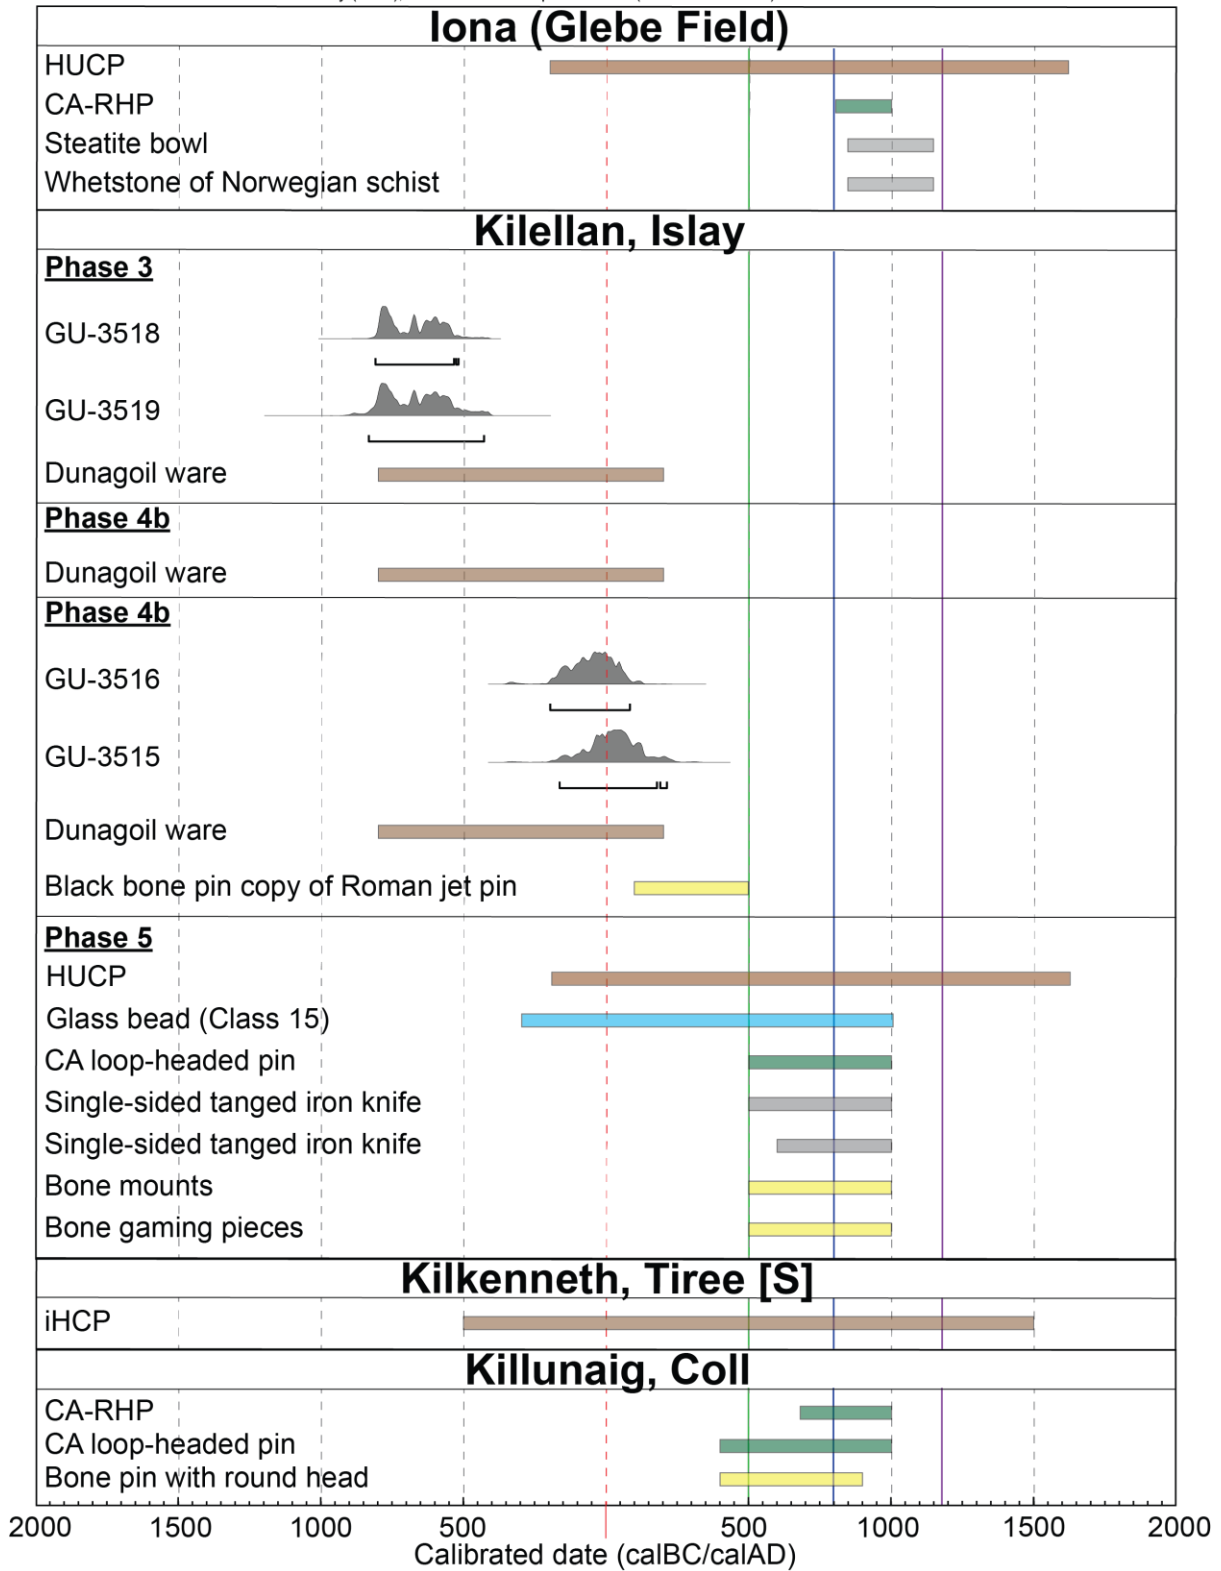 Iona (Glebe Field)
HUCP
CA-RHP
Steatite bowl
Whetstone of Norwegian schist
Kilellan, Islay
Phase 3
GU-3518
GU-3519
Dunagoil ware
Phase 4b
Dunagoil ware
Phase 4b
GU-3516
GU-3515
Dunagoil ware
Black bone pin copy of Roman jet pin
Phase 5
HUCP
Glass bead (Class 15)
CA loop-headed pin
Single-sided tanged iron knife
Single-sided tanged iron knife
Bone mounts
Bone gaming pieces
Kilkenneth, Tiree [S]
iHCP
Killunaig, Coll
CA-RHP
CA loop-headed pin
Bone pin with round head
2000 1500 1000 500 500 1000 1500 2000
Calibrated date (calBC/calAD)